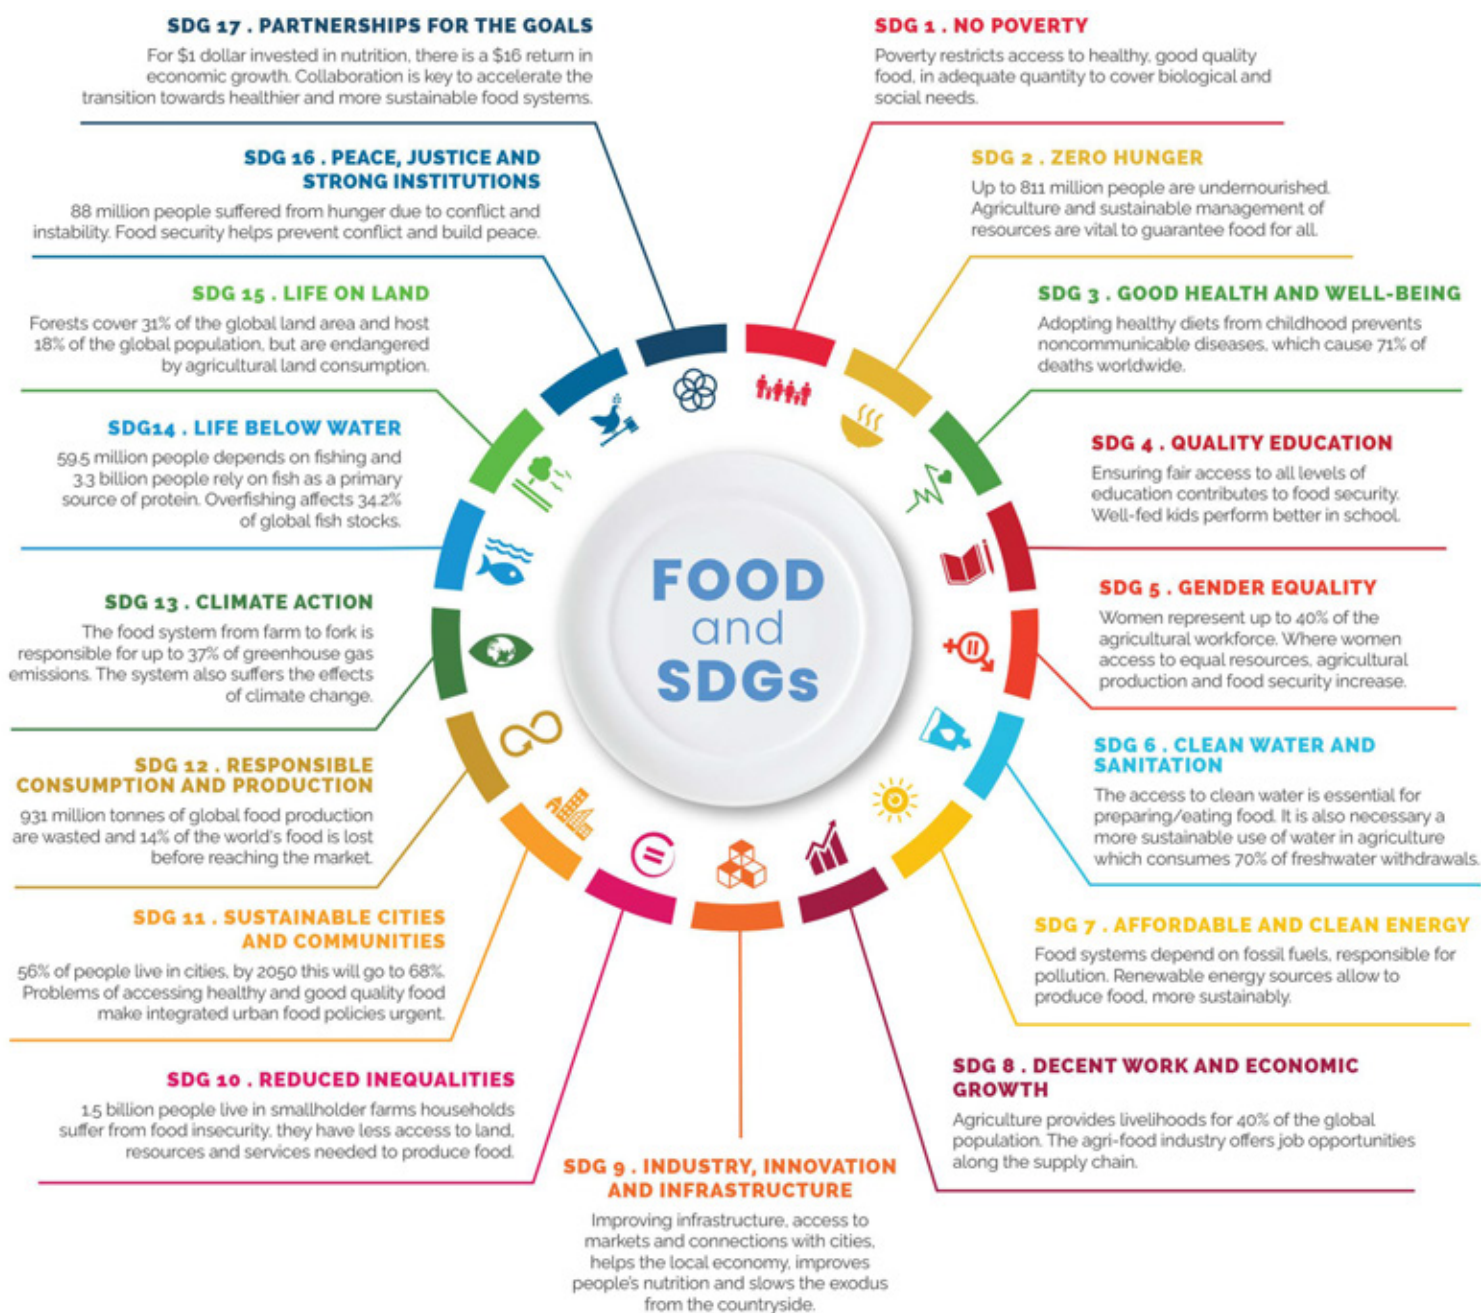 SDG 17 . PARTNERSHIPS FOR THE GOALS
For $1 dollar invested in nutrition, there is a $16 return in
economic growth. Collaboration is key to accelerate the
transition towards healthier and more sustainable food systems.
SDG 1 . NO POVERTY
Poverty restricts access to healthy, good quality
food, in adequate quantity to cover biological and
social needs.
SDG 16 . PEACE, JUSTICE AND
STRONG INSTITUTIONS
88 million people suffered from hunger due to conflict and
instability. Food security helps prevent conflict and build peace.
SDG 2 . ZERO HUNGER
Up to 811 million people are undernourished.
Agriculture and sustainable management of
resources are vital to guarantee food for all.
SDG 15 . LIFE ON LAND
Forests cover 31% of the global land area and host
18% of the global population, but are endangered
by agricultural land consumption.
SDG 3 . GOOD HEALTH AND WELL-BEING
Adopting healthy diets from childhood prevents
noncommunicable diseases, which cause 71% of
deaths worldwide.
SDG14 . LIFE BELOW WATER
59.5 million people depends on fishing and
3.3 billion people rely on fish as a primary
source of protein. Overfishing affects 34.2%
of global fish stocks.
SDG 4 . QUALITY EDUCATION
Ensuring fair access to all levels of
education contributes to food security.
Well-fed kids perform better in school.
FOOD
and
SDGs
SDG 13 . CLIMATE ACTION
The food system from farm to fork is
responsible for up to 37% of greenhouse gas
emissions. The system also suffers the effects
of climate change.
SDG 5 . GENDER EQUALITY
Women represent up to 40% of the
agricultural workforce. Where women
access to equal resources, agricultural
production and food security increase.
SDG 12 . RESPONSIBLE
CONSUMPTION AND PRODUCTION
931 million tonnes of global food production
are wasted and 14% of the world's food is lost
before reaching the market.
SDG 6 . CLEAN WATER AND
SANITATION
The access to clean water is essential for
preparing/eating food. It is also necessary a
more sustainable use of water in agriculture
which consumes 70% of freshwater withdrawals.
SDG 11 . SUSTAINABLE CITIES
AND COMMUNITIES
56% of people live in cities, by 2050 this will go to 68%.
Problems of accessing healthy and good quality food
make integrated urban food policies urgent.
SDG 7 . AFFORDABLE AND CLEAN ENERGY
Food systems depend on fossil fuels, responsible for
pollution. Renewable energy sources allow to
produce food, more sustainably.
SDG 10 . REDUCED INEQUALITIES
1.5 billion people live in smallholder farms households
suffer from food insecurity, they have less access to land,
resources and services needed to produce food.
SDG 8 . DECENT WORK AND ECONOMIC
GROWTH
Agriculture provides livelihoods for 40% of the global
population. The agri-food industry offers job opportunities
along the supply chain.
SDG 9 . INDUSTRY, INNOVATION
AND INFRASTRUCTURE
Improving infrastructure, access to
markets and connections with cities,
helps the local economy, improves
people's nutrition and slows the exodus
from the countryside.